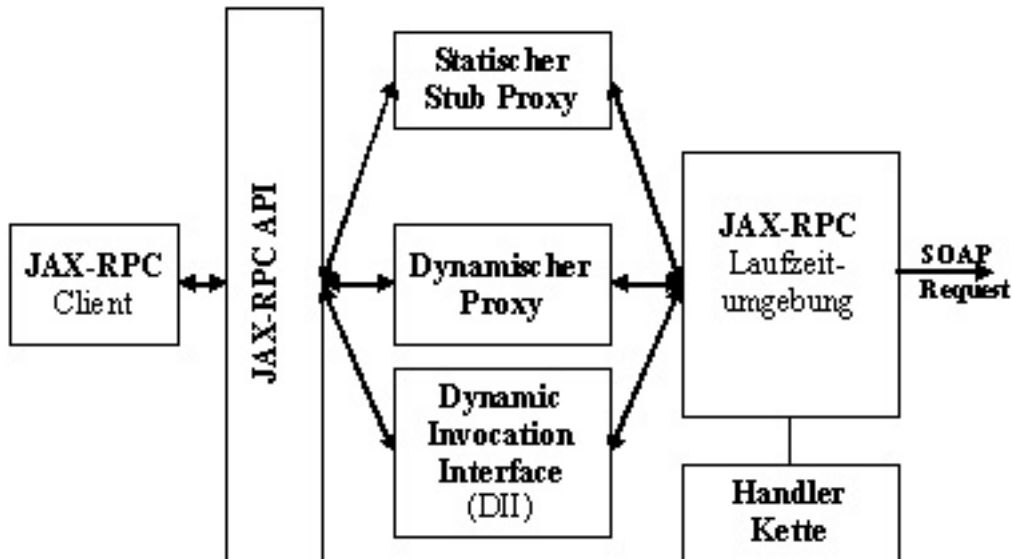 JAX-RPC
Client
JAX-RPC API
Statischer
Stub Proxy
Dynamischer
Proxy
Dynamic
Invocation
Interface
(DII)
JAX-RPC
Laufzeit-
umgebung
SOAP
Request
Handler
Kette